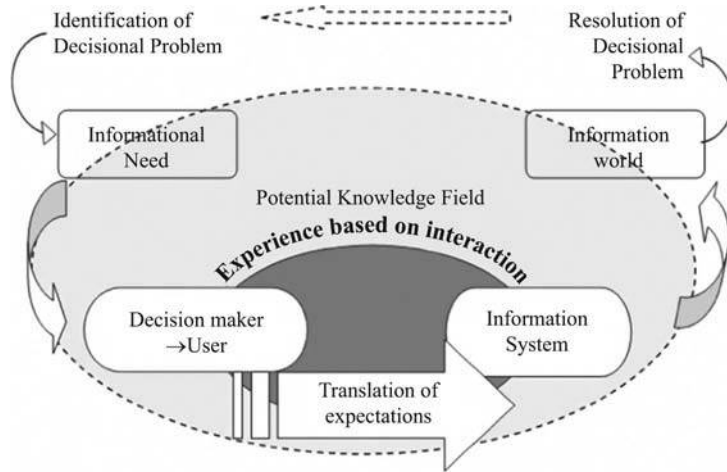 Identification of
Decisional Problem
Resolution of
Decisional
Problem
Informational
Need
Information
world
Potential Knowledge Field
Experience based on interaction
Decision maker
→User
Information
System
Translation of
expectations